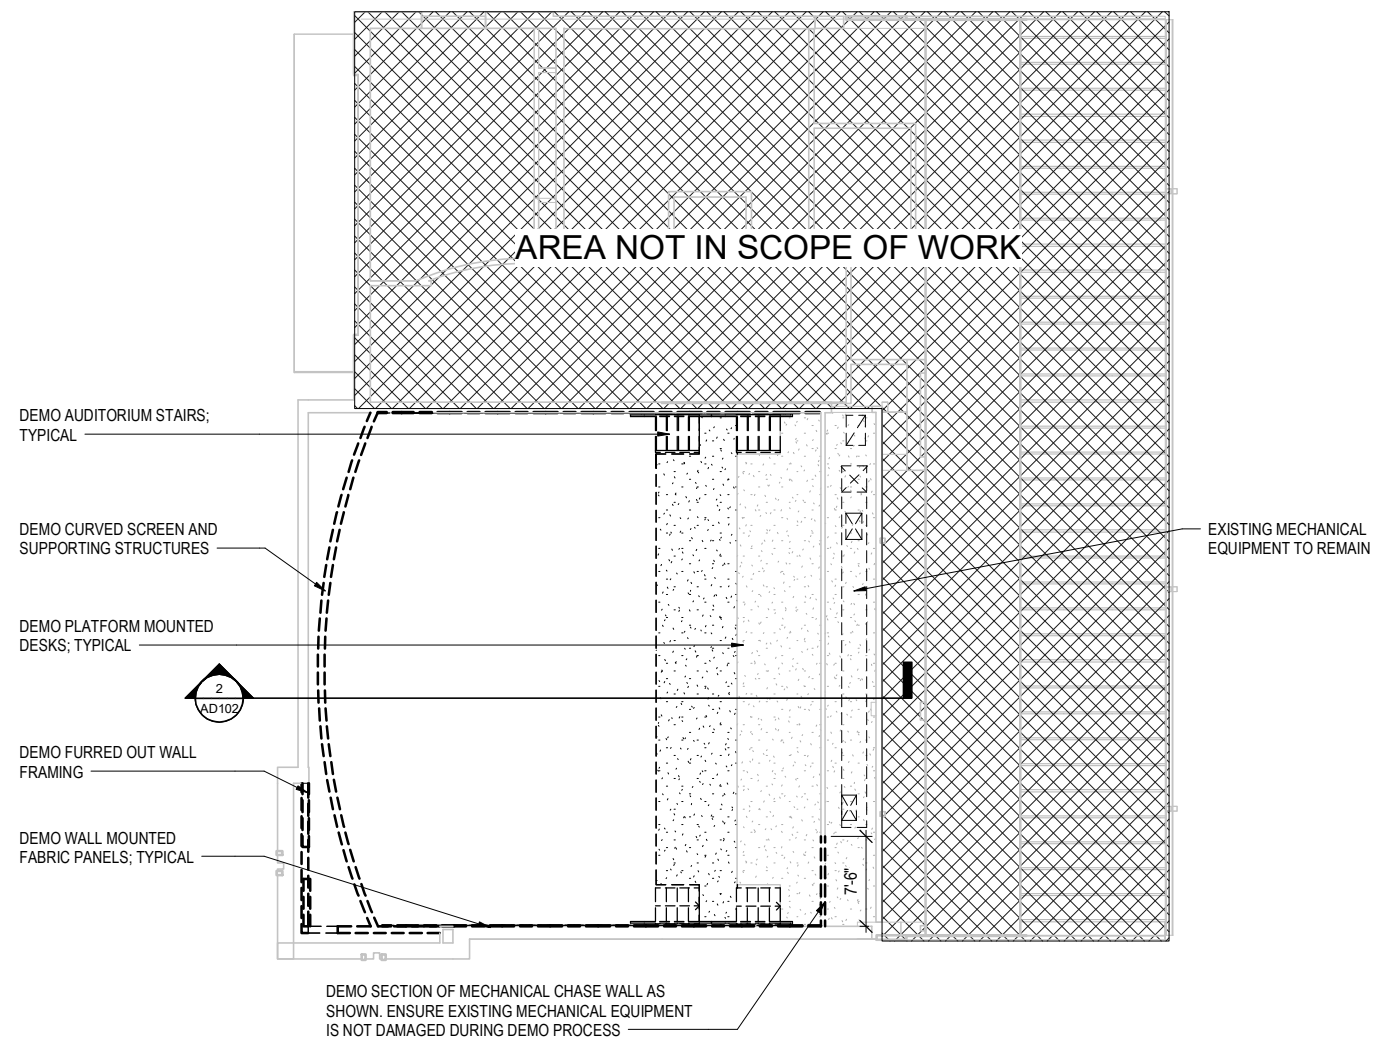 AREA NOT IN SCOPE OF WORK
DEMO AUDITORIUM STAIRS;
TYPICAL
DEMO CURVED SCREEN AND
SUPPORTING STRUCTURES
EXISTING MECHANICAL
EQUIPMENT TO REMAIN
DEMO PLATFORM MOUNTED
DESKS; TYPICAL
2
AD102
DEMO FURRED OUT WALL
FRAMING
DEMO WALL MOUNTED
FABRIC PANELS; TYPICAL
7'-6"
DEMO SECTION OF MECHANICAL CHASE WALL AS
SHOWN. ENSURE EXISTING MECHANICAL EQUIPMENT
IS NOT DAMAGED DURING DEMO PROCESS